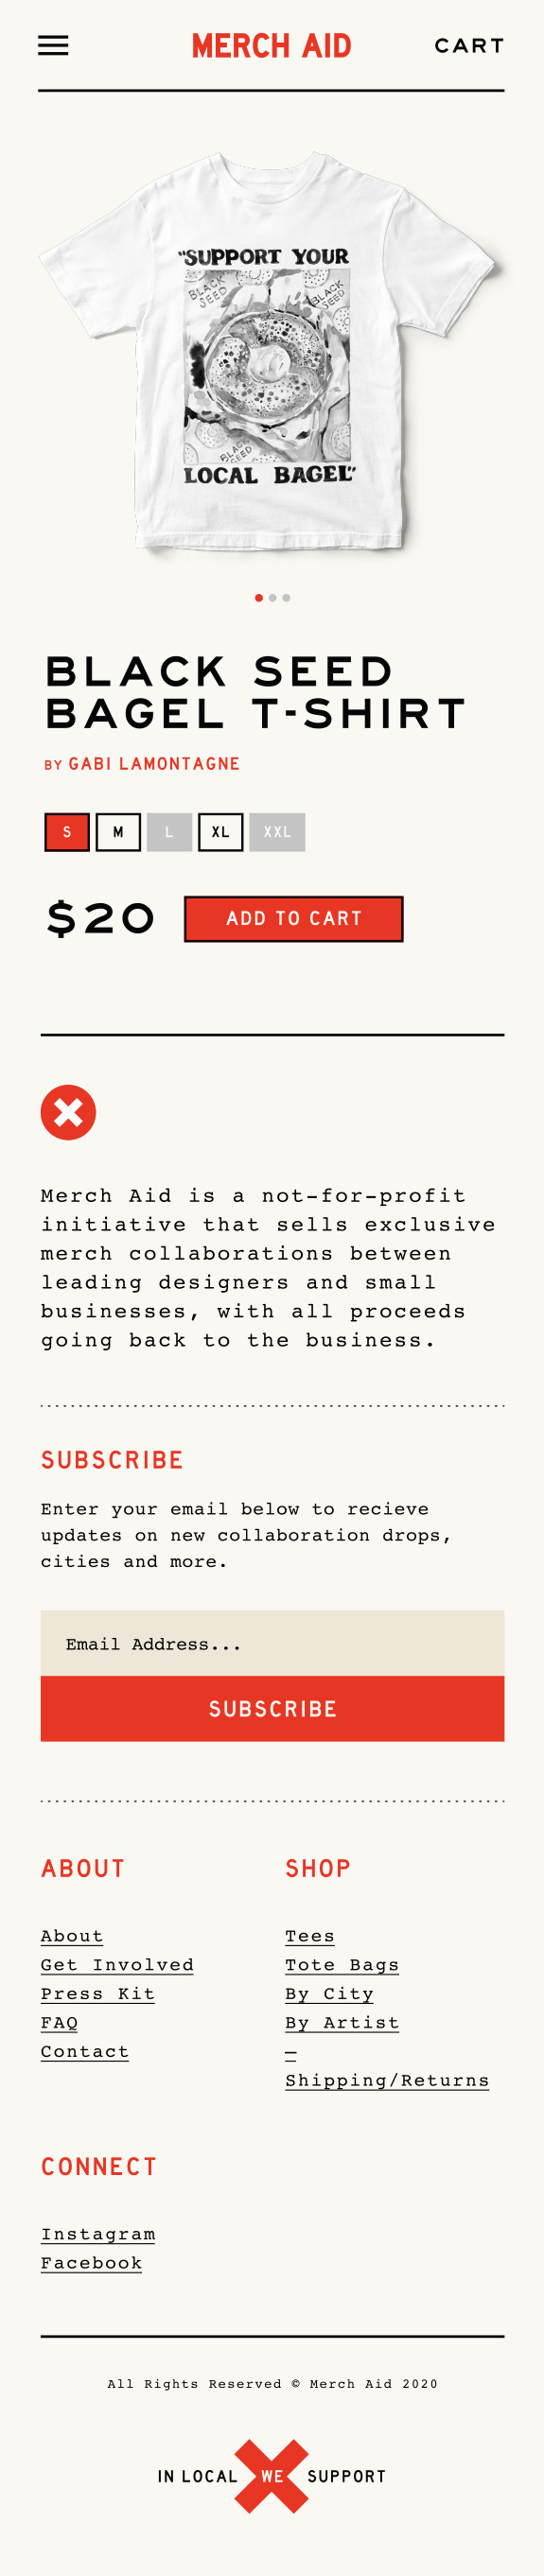 MERCH AID
CART
"SUPPORT YOUR
BLACK SEED
BLACK SEED
BLACK SEED
LOCAL BAGEL"
BLACK SEED
BAGEL T-SHIRT
BY GABI LAMONTAGNE
S M L XL XXL
$20 ADD TO CART
Merch Aid is a not-for-profit
initiative that sells exclusive
merch collaborations between
leading designers and small
businesses, with all proceeds
going back to the business.
SUBSCRIBE
Enter your email below to recieve
updates on new collaboration drops,
cities and more.
Email Address...
SUBSCRIBE
ABOUT
About
Get Involved
Press Kit
FAQ
Contact
SHOP
Tees
Tote Bags
By City
By Artist
—
Shipping/Returns
CONNECT
Instagram
Facebook
All Rights Reserved © Merch Aid 2020
IN LOCAL WE SUPPORT